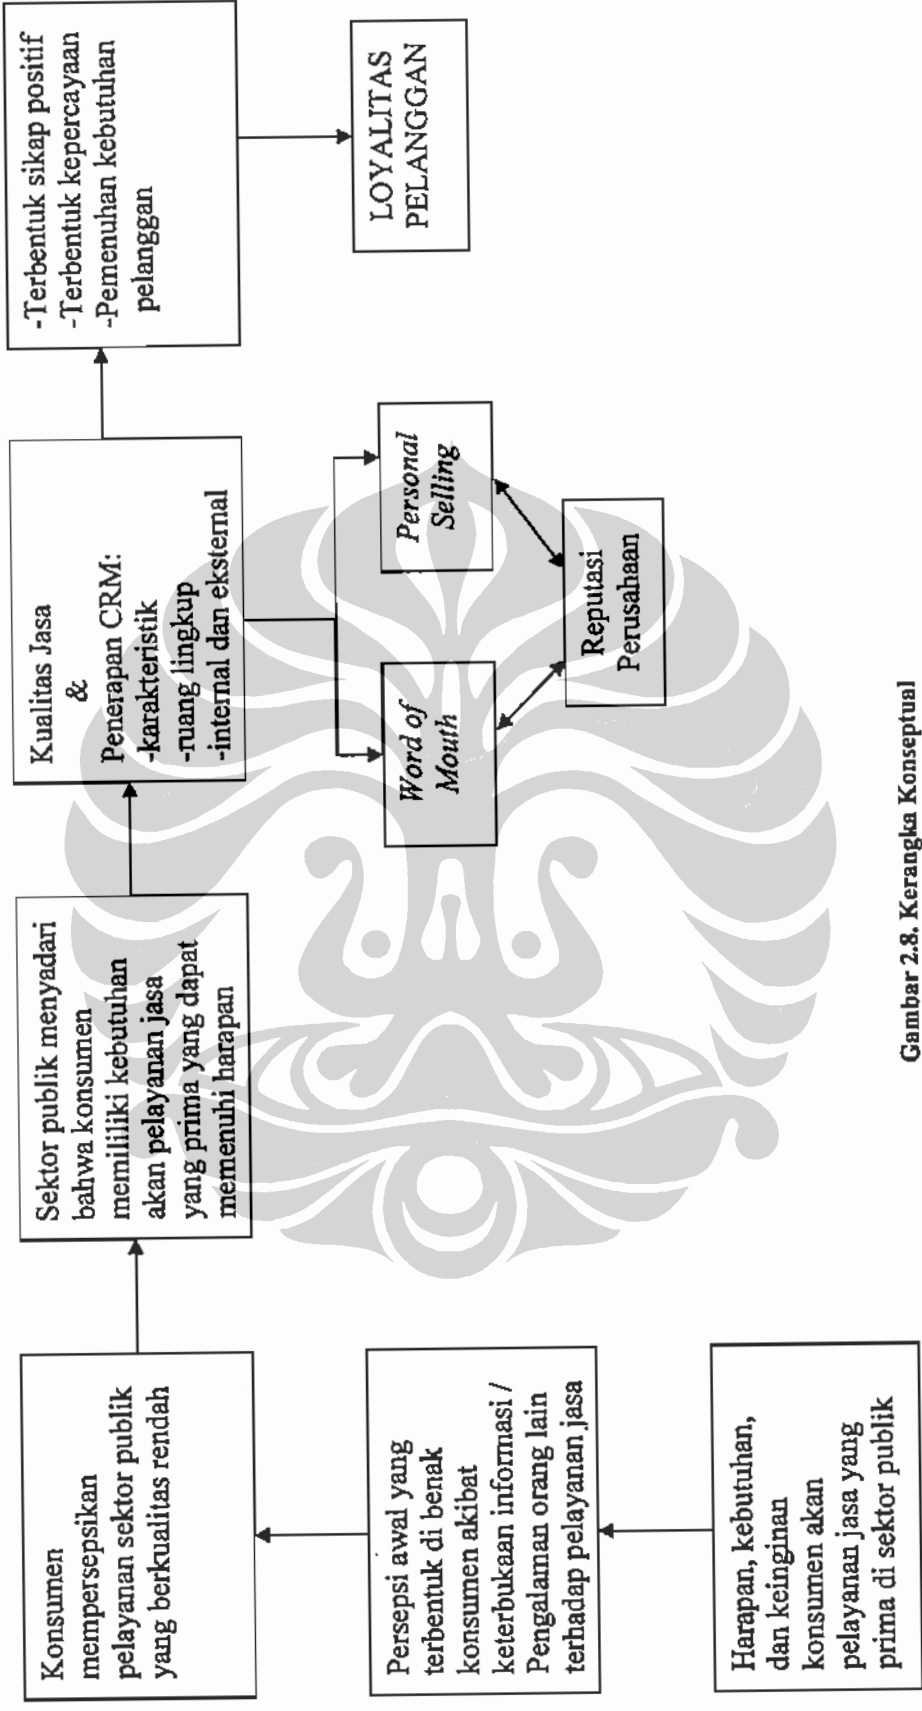 Konsumen
mempersepsikan
pelayanan sektor publik
yang berkualitas rendah
Persepsi awal yang
terbentuk di benak
konsumen akibat
keterbukaan informasi /
Pengalaman orang lain
terhadap pelayanan jasa
Harapan, kebutuhan,
dan keinginan
konsumen akan
pelayanan jasa yang
prima di sektor publik
Sektor publik menyadari
bahwa konsumen
memililiki kebutuhan
akan pelayanan jasa
yang prima yang dapat
memenuhi harapan
Kualitas Jasa
&
Penerapan CRM:
-karakteristik
-ruang lingkup
-internal dan eksternal
Word of
Mouth
Personal
Selling
Reputasi
Perusahaan
-Terbentuk sikap positif
-Terbentuk kepercayaan
-Pemenuhan kebutuhan
pelanggan
LOYALITAS
PELANGGAN
Gambar 2.8. Kerangka Konseptual